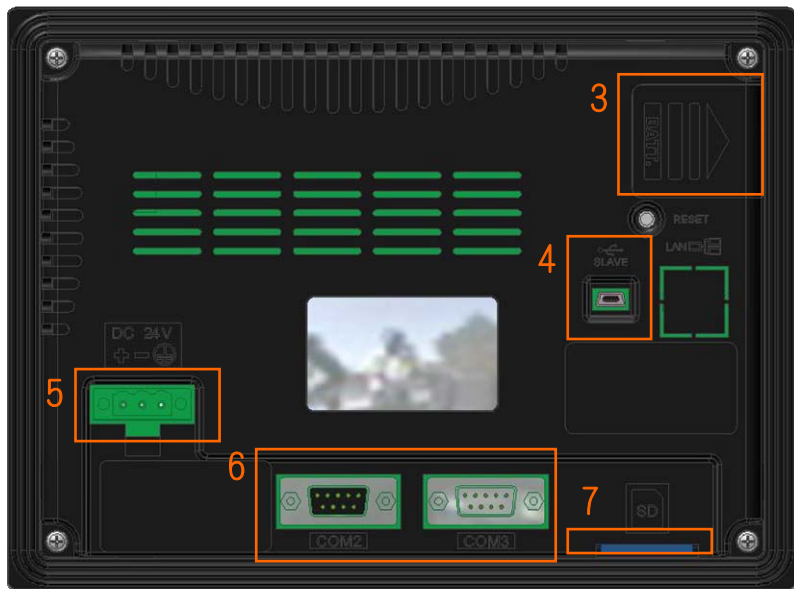 3
BATT.
RESET
4
SLAVE
LAN
DC 24V
+ -
5
6
COM2
COM3
7
SD